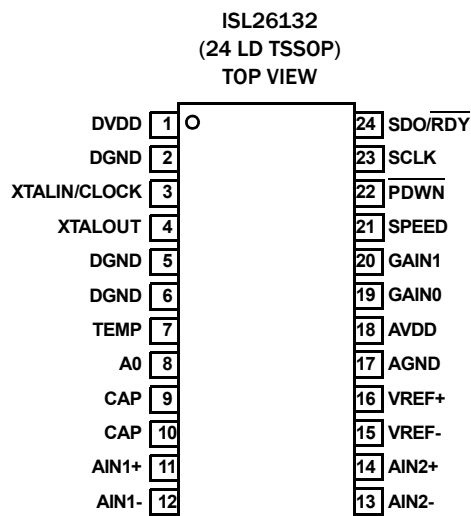 ISL26132
(24 LD TSSOP)
TOP VIEW
DVDD 1 24 SDO/RDY
DGND 2 23 SCLK
XTALIN/CLOCK 3 22 PDWN
XTALOUT 4 21 SPEED
DGND 5 20 GAIN1
DGND 6 19 GAIN0
TEMP 7 18 AVDD
A0 8 17 AGND
CAP 9 16 VREF+
CAP 10 15 VREF-
AIN1+ 11 14 AIN2+
AIN1- 12 13 AIN2-